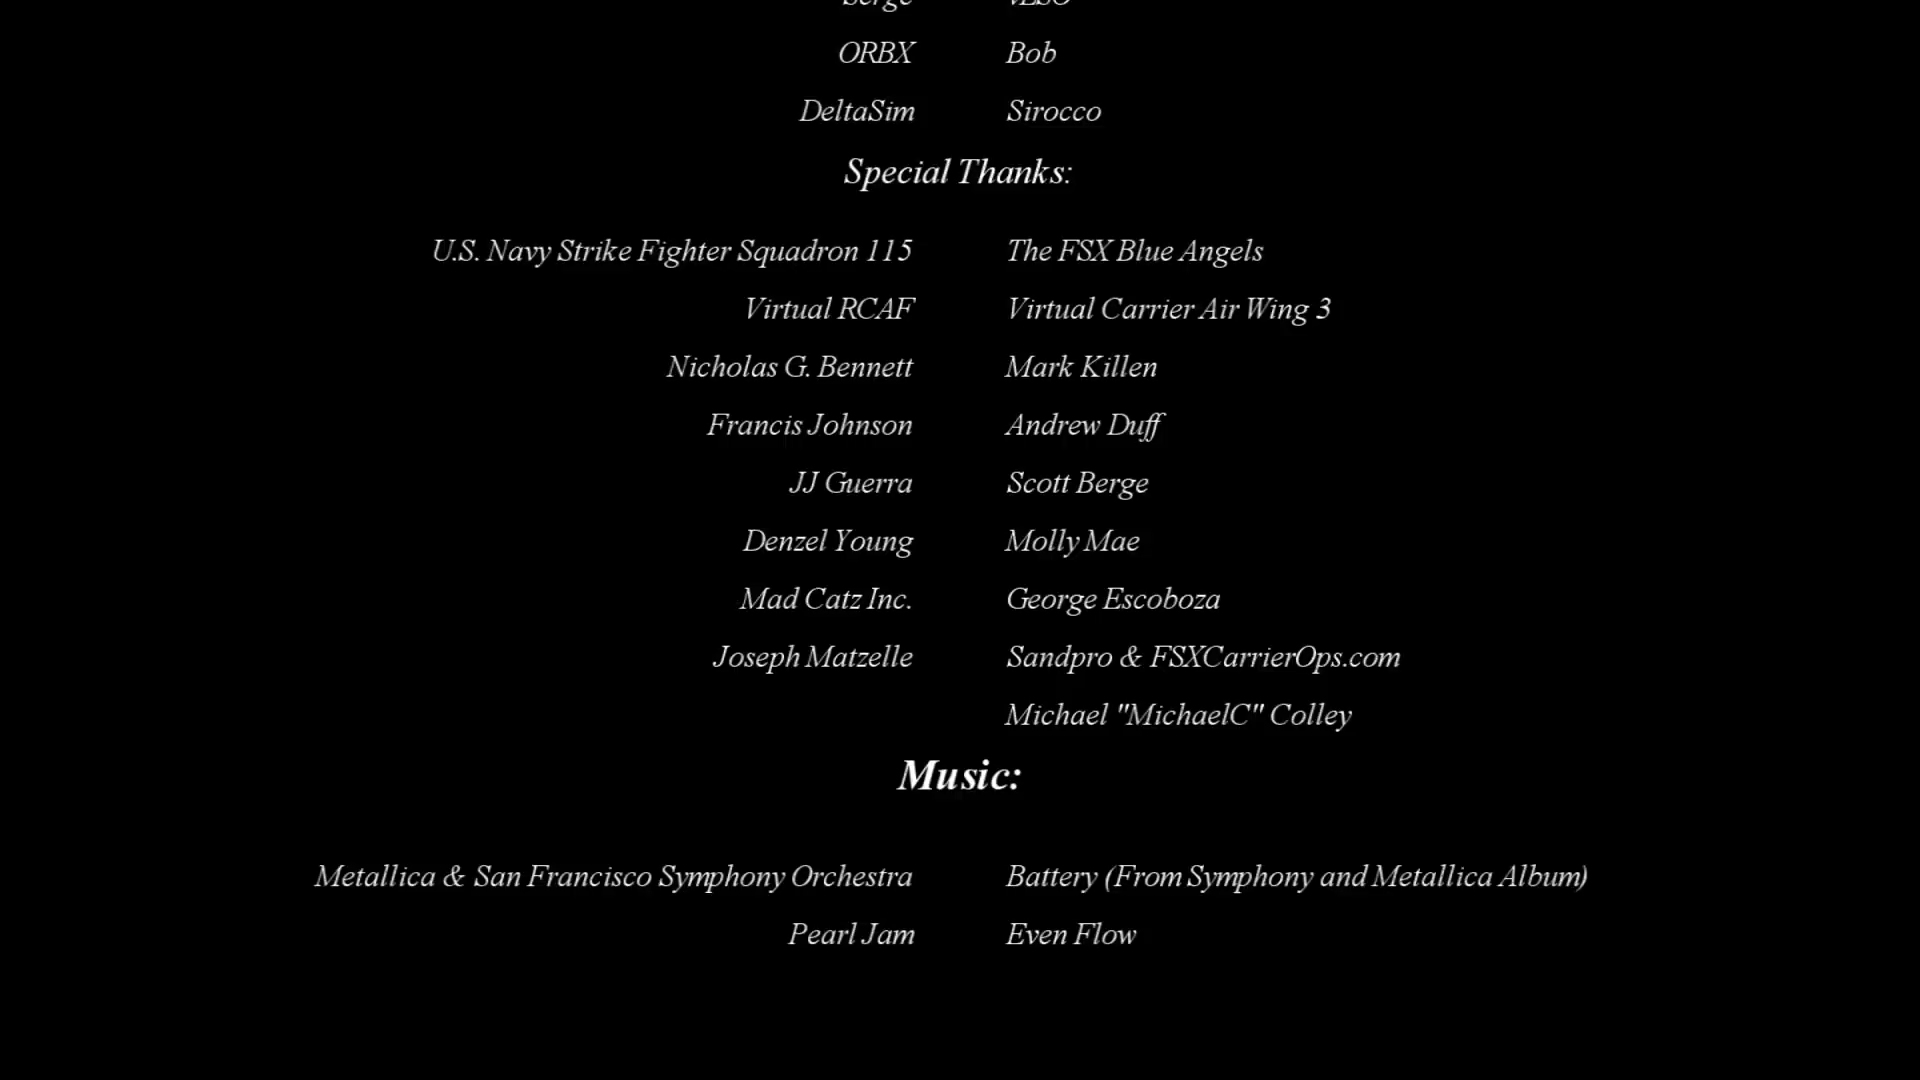 ORBX Bob
DeltaSim Sirocco
Special Thanks:
U.S. Navy Strike Fighter Squadron 115 The FSX Blue Angels
Virtual RCAF Virtual Carrier Air Wing 3
Nicholas G. Bennett Mark Killen
Francis Johnson Andrew Duff
JJ Guerra Scott Berge
Denzel Young Molly Mae
Mad Catz Inc. George Escoboza
Joseph Matzelle Sandpro & FSXCarrierOps.com
Michael "MichaelC" Colley
Music:
Metallica & San Francisco Symphony Orchestra Battery (From Symphony and Metallica Album)
Pearl Jam Even Flow